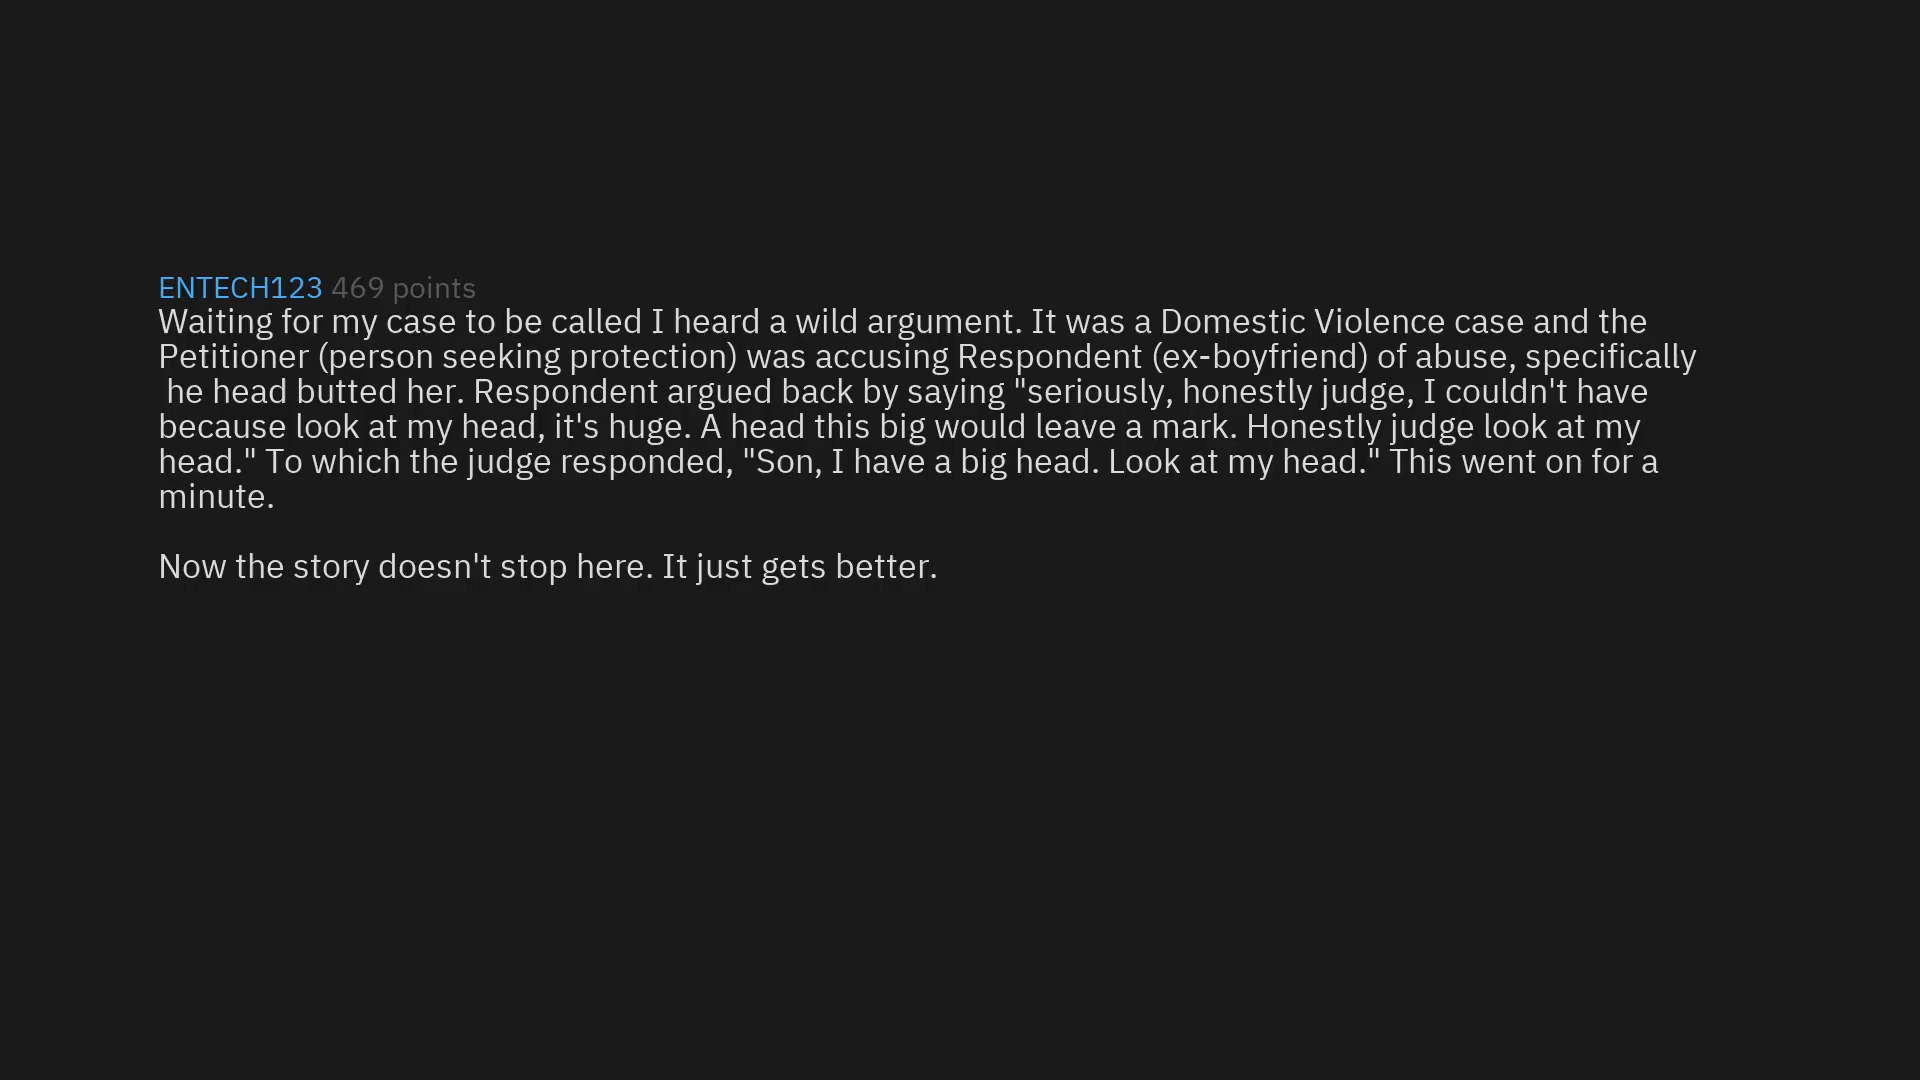 ENTECH123 469 points
Waiting for my case to be called I heard a wild argument. It was a Domestic Violence case and the
Petitioner (person seeking protection) was accusing Respondent (ex-boyfriend) of abuse, specifically
he head butted her. Respondent argued back by saying "seriously, honestly judge, I couldn't have
because look at my head, it's huge. A head this big would leave a mark. Honestly judge look at my
head." To which the judge responded, "Son, I have a big head. Look at my head." This went on for a
minute.
Now the story doesn't stop here. It just gets better.